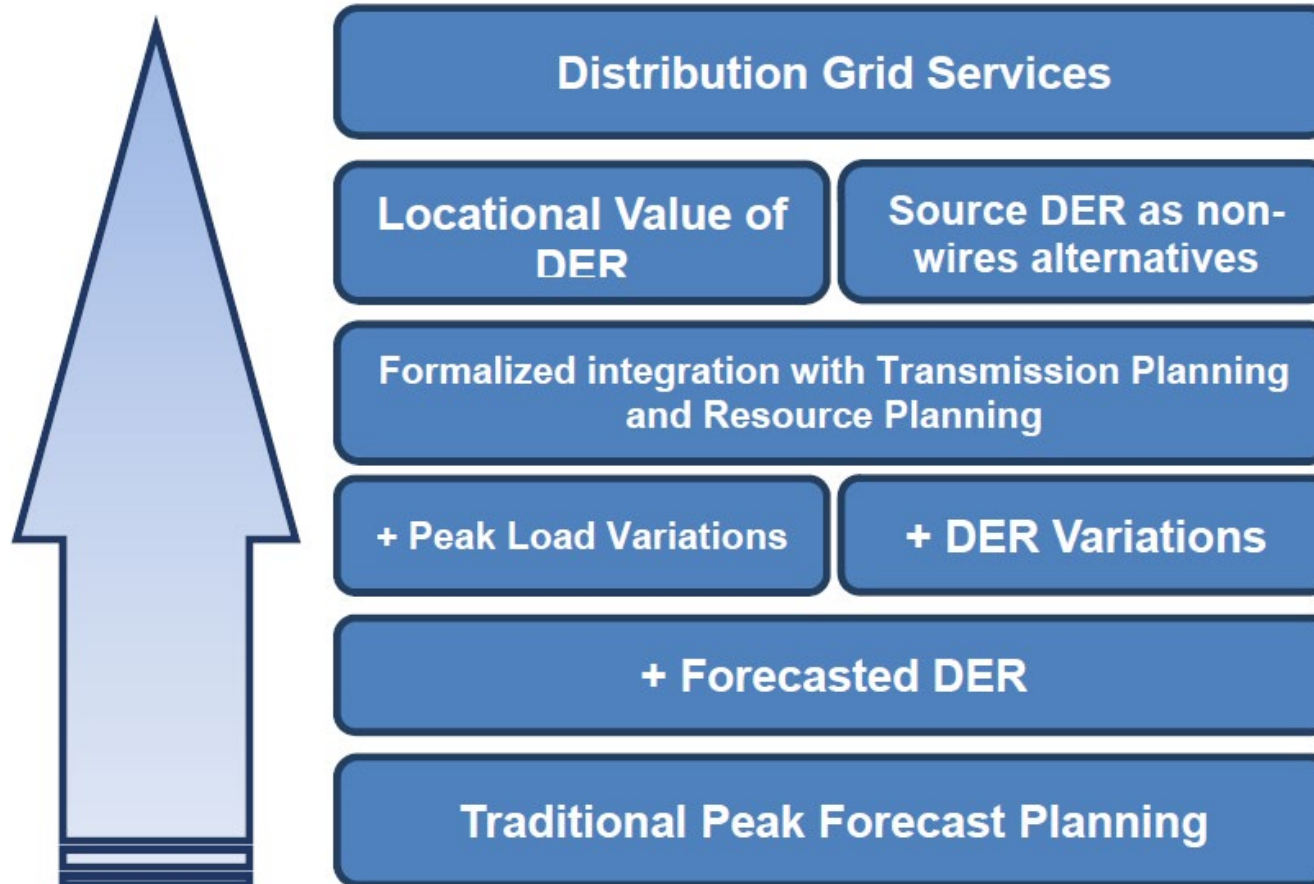 Distribution Grid Services
Locational Value of
DER
Source DER as non-
wires alternatives
Formalized integration with Transmission Planning
and Resource Planning
+ Peak Load Variations
+ DER Variations
+ Forecasted DER
Traditional Peak Forecast Planning